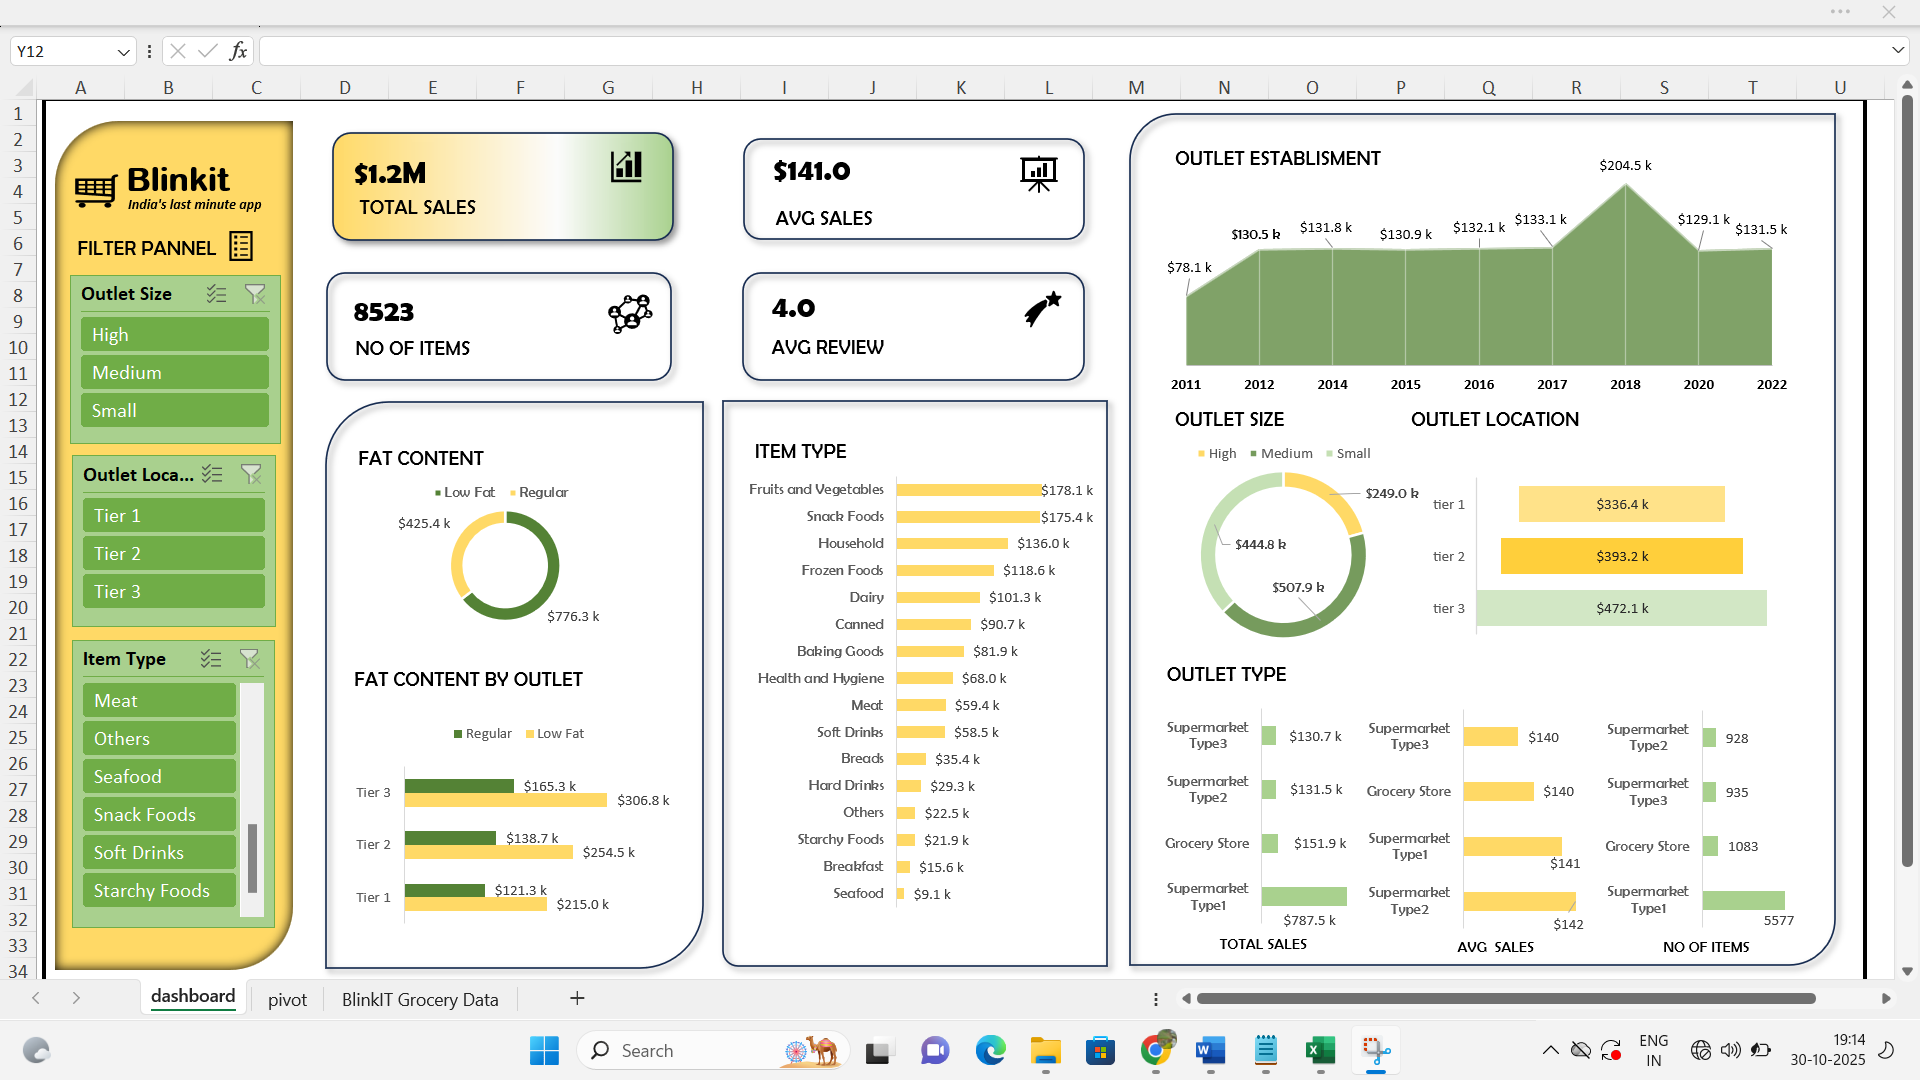 Y12
fx
A B C D E F G H I J K L M N O P Q R S T U
1
2
3
4
5
6
7
8
9
10
11
12
13
14
15
16
17
18
19
20
21
22
23
24
25
26
27
28
29
30
31
32
33
34
Blinkit
India's last minute app
FILTER PANNEL
Outlet Size
High
Medium
Small
Outlet Loca...
Tier 1
Tier 2
Tier 3
Item Type
Meat
Others
Seafood
Snack Foods
Soft Drinks
Starchy Foods
$1.2M
TOTAL SALES
$141.0
AVG SALES
8523
NO OF ITEMS
4.0
AVG REVIEW
FAT CONTENT
Low Fat Regular
$425.4 k
$776.3 k
FAT CONTENT BY OUTLET
Regular Low Fat
Tier 3 $165.3 k
$306.8 k
Tier 2 $138.7 k
$254.5 k
Tier 1 $121.3 k
$215.0 k
ITEM TYPE
Fruits and Vegetables $178.1 k
Snack Foods $175.4 k
Household $136.0 k
Frozen Foods $118.6 k
Dairy $101.3 k
Canned $90.7 k
Baking Goods $81.9 k
Health and Hygiene $68.0 k
Meat $59.4 k
Soft Drinks $58.5 k
Breads $35.4 k
Hard Drinks $29.3 k
Others $22.5 k
Starchy Foods $21.9 k
Breakfast $15.6 k
Seafood $9.1 k
OUTLET ESTABLISMENT
$78.1 k $130.5 k $131.8 k $130.9 k $132.1 k $133.1 k $204.5 k $129.1 k $131.5 k
2011 2012 2014 2015 2016 2017 2018 2020 2022
OUTLET SIZE
High Medium Small
$249.0 k
$444.8 k
$507.9 k
OUTLET LOCATION
tier 1 $336.4 k
tier 2 $393.2 k
tier 3 $472.1 k
OUTLET TYPE
Supermarket
Type3 $130.7 k
Supermarket
Type2 $131.5 k
Grocery Store $151.9 k
Supermarket
Type1
$787.5 k
TOTAL SALES
Supermarket
Type3 $140
Grocery Store $140
Supermarket
Type1
$141
Supermarket
Type2
$142
AVG SALES
Supermarket
Type2 928
Supermarket
Type3 935
Grocery Store 1083
Supermarket
Type1
5577
NO OF ITEMS
dashboard pivot BlinkIT Grocery Data
Search
ENG
IN
19:14
30-10-2025